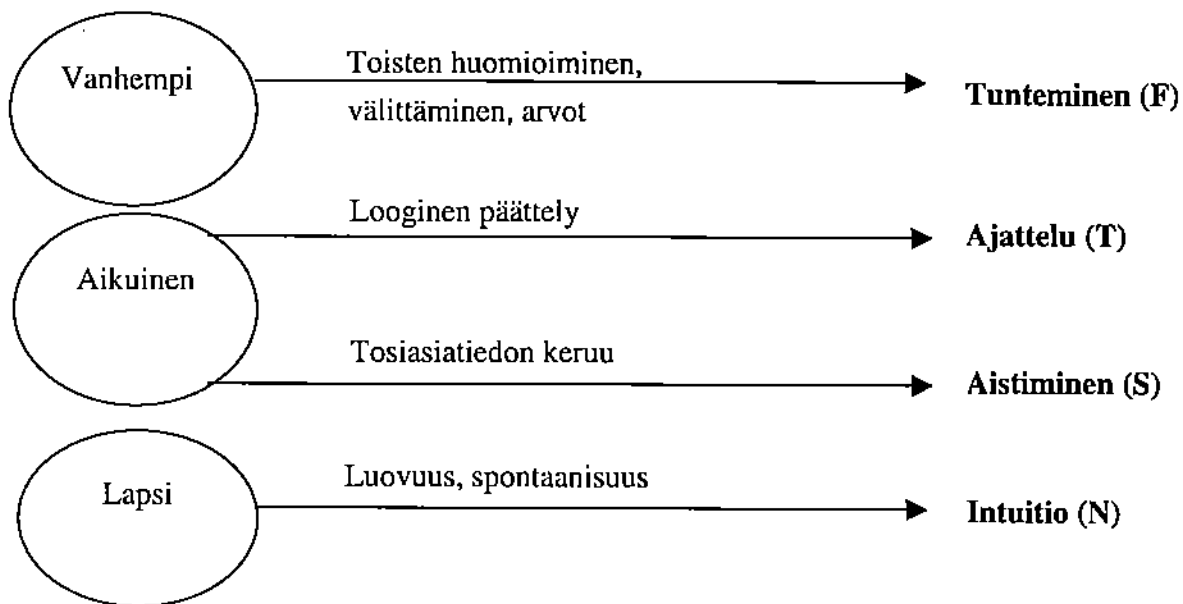 Vanhempi
Toisten huomioiminen,
välittäminen, arvot
Tunteminen (F)
Aikuinen
Looginen päättely
Ajattelu (T)
Tosiasiatiedon keruu
Aistiminen (S)
Lapsi
Luovuus, spontaanisuus
Intuitio (N)